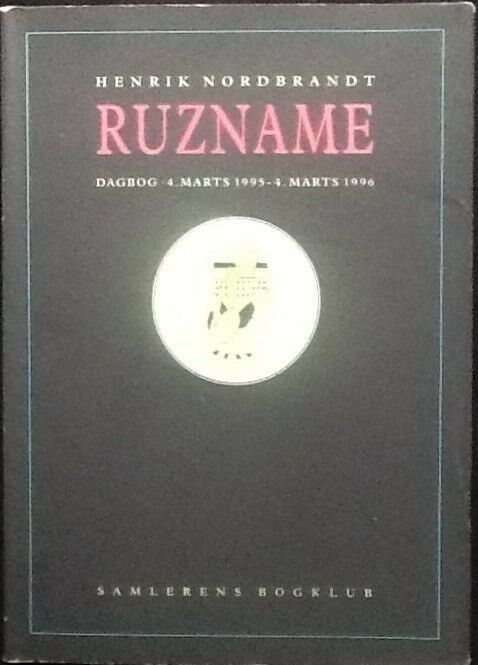 HENRIK NORDBRANDT
RUZNAME
DAGBOG · 4. MARTS 1995 - 4. MARTS 1996
SAMLERENS BOGKLUB